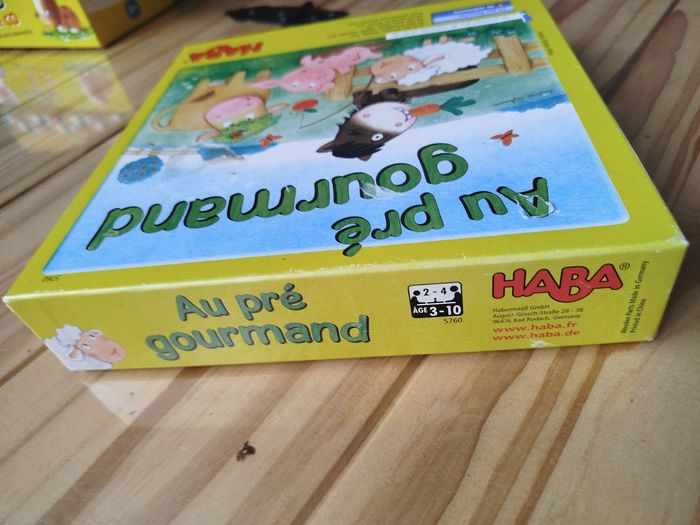 HABA
Au pré
gourmand
Au pré
gourmand
2 - 4
ÂGE 3-10
5760
HABA®
Habermaaß GmbH
August-Grosch-Straße 28 - 38
96476 Bad Rodach, Germany
www.haba.fr
www.haba.de
Wooden Parts Made in Germany
Printed in China